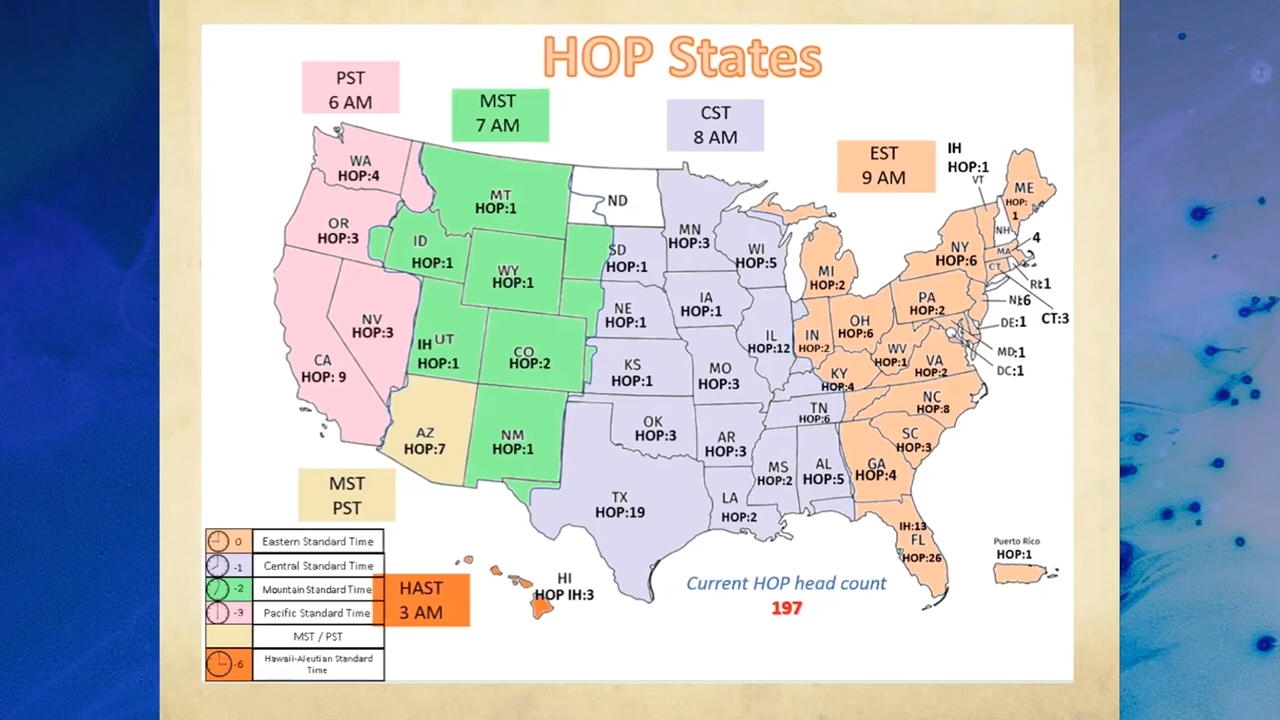 HOP States
PST
6 AM
MST
7 AM
CST
8 AM
EST
9 AM
IH
HOP:1
VT
WA
HOP:4
MT
HOP:1
ND
ME
HOP:
1
OR
HOP:3
ID
HOP:1
WY
HOP:1
SD
HOP:1
MN
HOP:3
WI
HOP:5
MI
HOP:2
NY
HOP:6
NH
4
MA
CT
RI:1
NJ:6
CT:3
DE:1
MD:1
DC:1
NV
HOP:3
CA
HOP: 9
IH UT
HOP:1
CO
HOP:2
NE
HOP:1
IA
HOP:1
IL
HOP:12
IN
HOP:2
OH
HOP:6
PA
HOP:2
WV
HOP:1
VA
HOP:2
KS
HOP:1
MO
HOP:3
KY
HOP:4
NC
HOP:8
TN
HOP:6
SC
HOP:3
AZ
HOP:7
NM
HOP:1
OK
HOP:3
AR
HOP:3
MS
HOP:2
AL
HOP:5
GA
HOP:4
TX
HOP:19
LA
HOP:2
IH:13
FL
HOP:26
Puerto Rico
HOP:1
MST
PST
0 Eastern Standard Time
-1 Central Standard Time
-2 Mountain Standard Time
-3 Pacific Standard Time
MST / PST
-6 Hawaii-Aleutian Standard
Time
HAST
3 AM
HI
HOP IH:3
Current HOP head count
197